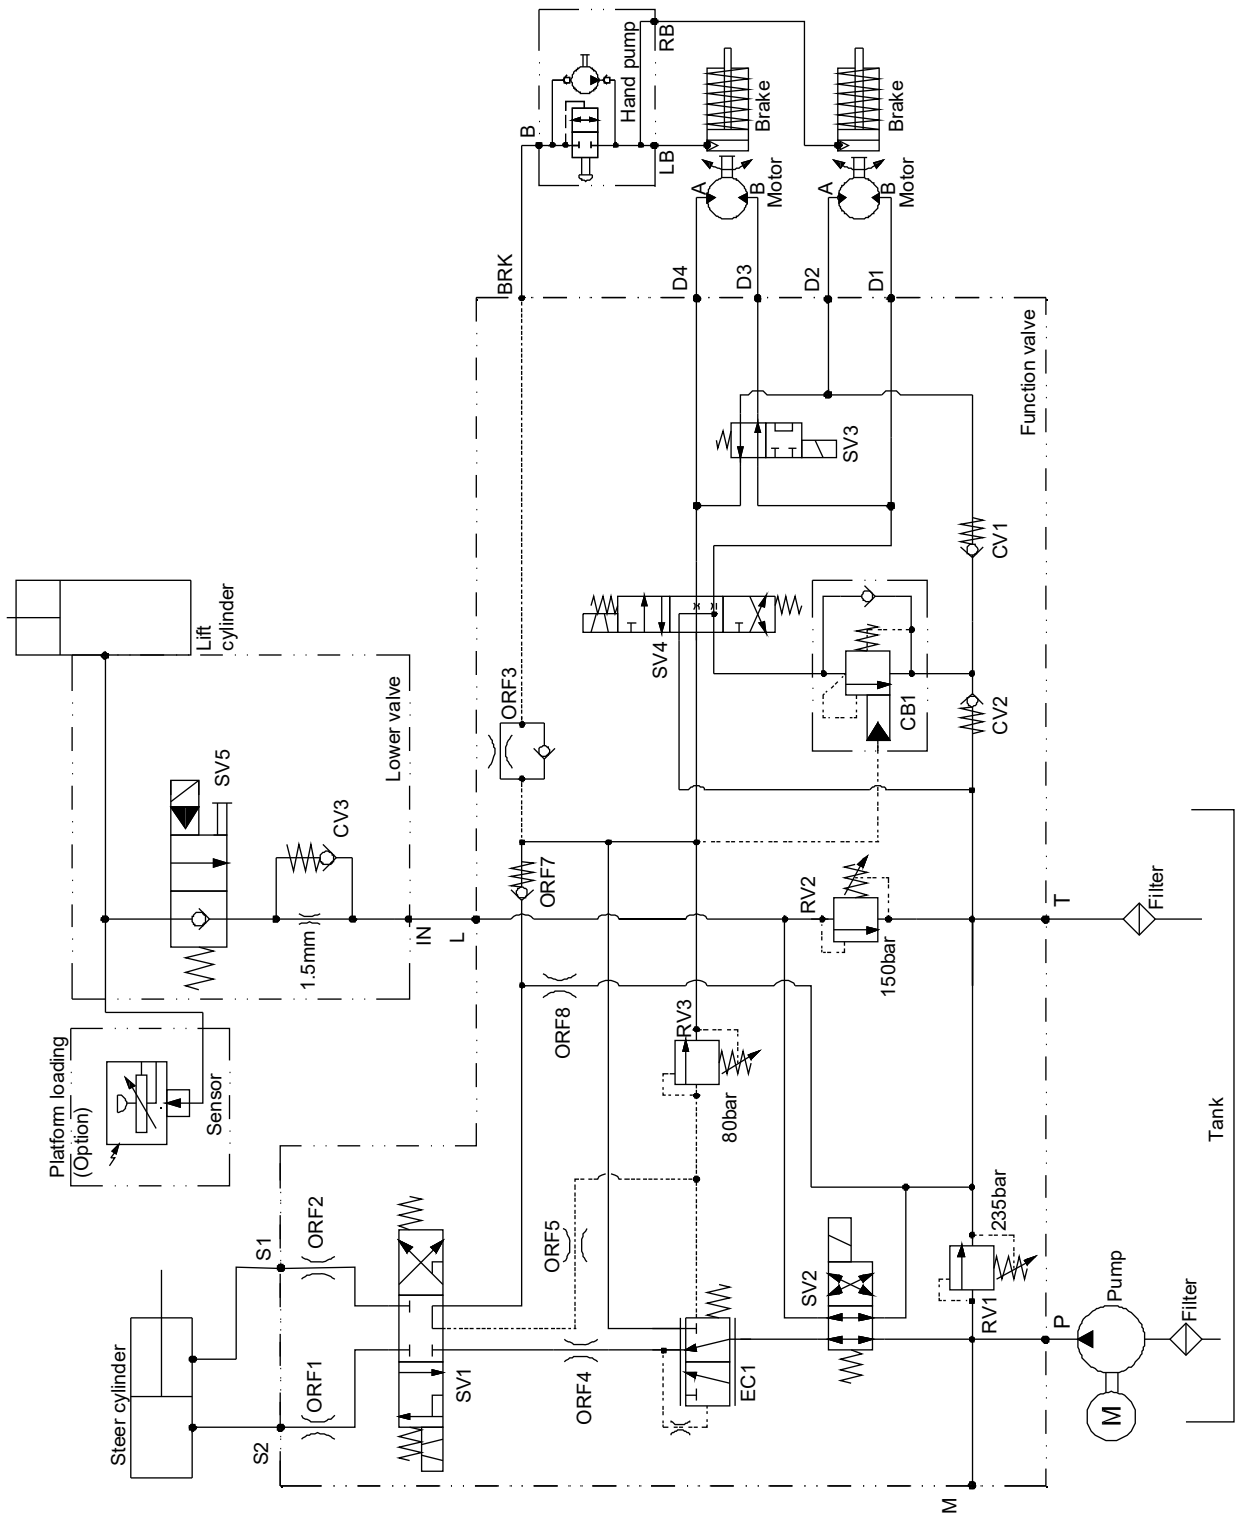 Steer cylinder
S2
S1
ORF1
ORF2
SV1
Platform loading
(Option)
Sensor
Lift
cylinder
Lower valve
SV5
CV3
1.5mm
IN
L
ORF4
ORF5
ORF8
ORF7
ORF3
BRK
B
Hand pump
RB
LB
Brake
A
B
Motor
Brake
A
B
Motor
D4
D3
D2
D1
Function valve
SV3
SV4
CB1
CV1
CV2
RV2
150bar
RV3
80bar
EC1
SV2
RV1
235bar
T
Filter
P
Pump
M
Filter
Tank
M